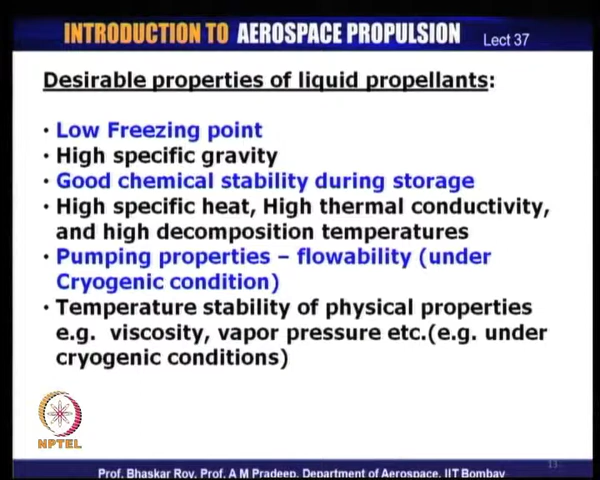 INTRODUCTION TO AEROSPACE PROPULSION Lect 37
Desirable properties of liquid propellants:
• Low Freezing point
• High specific gravity
• Good chemical stability during storage
• High specific heat, High thermal conductivity,
and high decomposition temperatures
• Pumping properties – flowability (under
Cryogenic condition)
• Temperature stability of physical properties
e.g. viscosity, vapor pressure etc.(e.g. under
cryogenic conditions)
NPTEL
13
Prof. Bhaskar Roy, Prof. A M Pradeep, Department of Aerospace, IIT Bombay